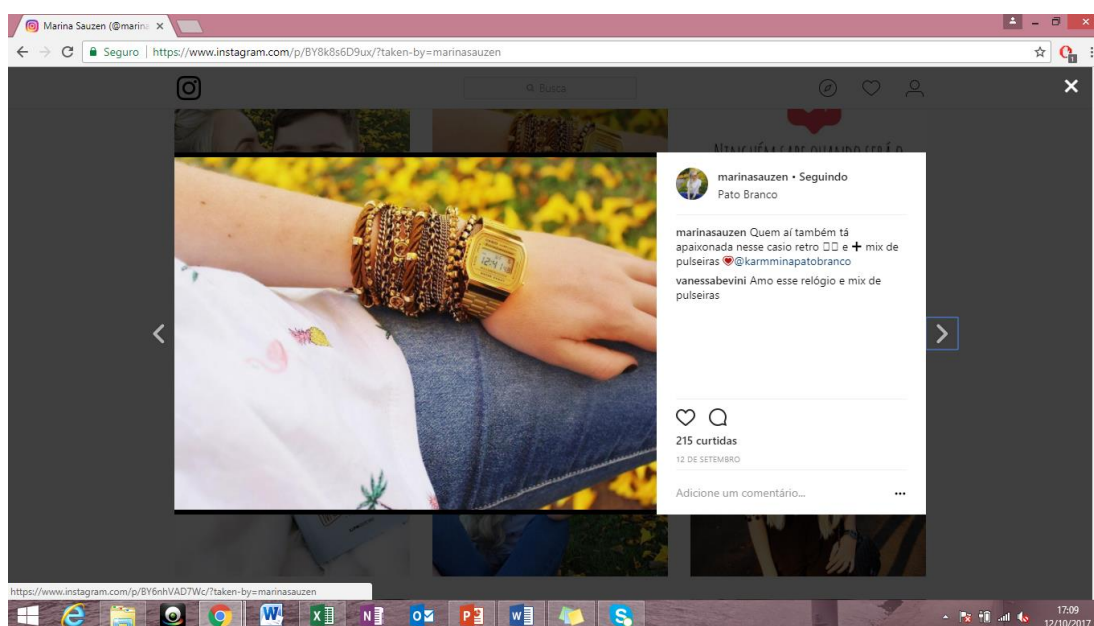 Marina Sauzen (@marina
Seguro
https://www.instagram.com/p/BY8k8s6D9ux/?taken-by=marinasauzen
1
Busca
marinasauzen • Seguindo
Pato Branco
marinasauzen Quem aí também tá
apaixonada nesse casio retro □□ e ➕ mix de
pulseiras @karmminapatobranco
vanessabevini Amo esse relógio e mix de
pulseiras
215 curtidas
12 DE SETEMBRO
Adicione um comentário...
https://www.instagram.com/p/BY6nhVAD7Wc/?taken-by=marinasauzen
17:09
12/10/2017